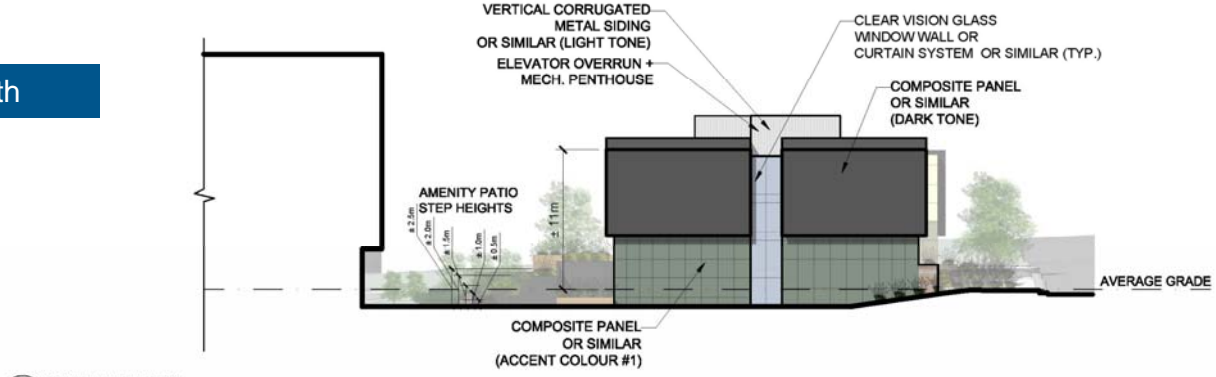 th
VERTICAL CORRUGATED
METAL SIDING
OR SIMILAR (LIGHT TONE)
ELEVATOR OVERRUN +
MECH. PENTHOUSE
CLEAR VISION GLASS
WINDOW WALL OR
CURTAIN SYSTEM OR SIMILAR (TYP.)
COMPOSITE PANEL
OR SIMILAR
(DARK TONE)
AMENITY PATIO
STEP HEIGHTS
± 2.5m
± 2.0m
± 1.5m
± 1.0m
± 0.5m
± 11m
AVERAGE GRADE
COMPOSITE PANEL
OR SIMILAR
(ACCENT COLOUR #1)